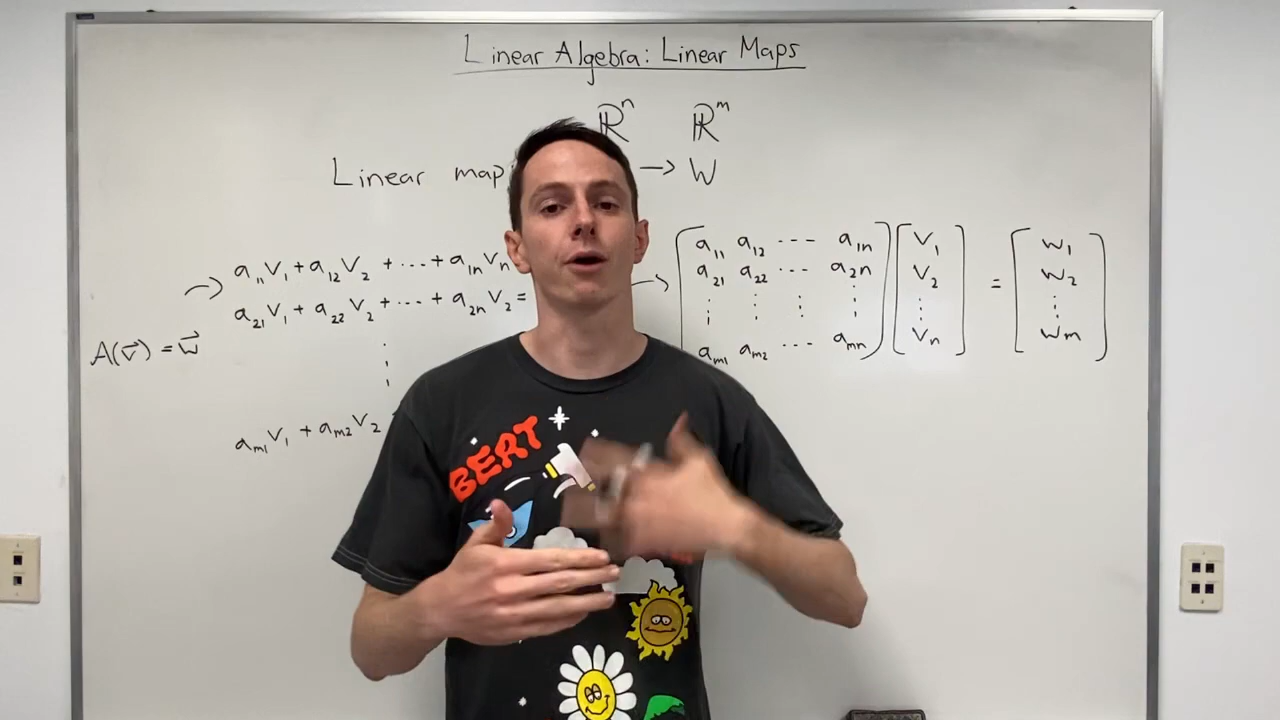 Linear Algebra: Linear Maps
ℝⁿ ℝᵐ
Linear map → W
→ a₁₁v₁ + a₁₂v₂ + ··· + a₁ₙvₙ
a₂₁v₁ + a₂₂v₂ + ··· + a₂ₙv₂ =
⋮
aₘ₁v₁ + aₘ₂v₂
A(v⃗) = w⃗
→ [a₁₁ a₁₂ --- a₁ₙ] [v₁] = [w₁]
[a₂₁ a₂₂ ··· a₂ₙ] [v₂] [w₂]
[⋮ ⋮ ⋮ ⋮] [⋮] [⋮]
[aₘ₁ aₘ₂ ··· aₘₙ] [vₙ] [wₘ]
BERT